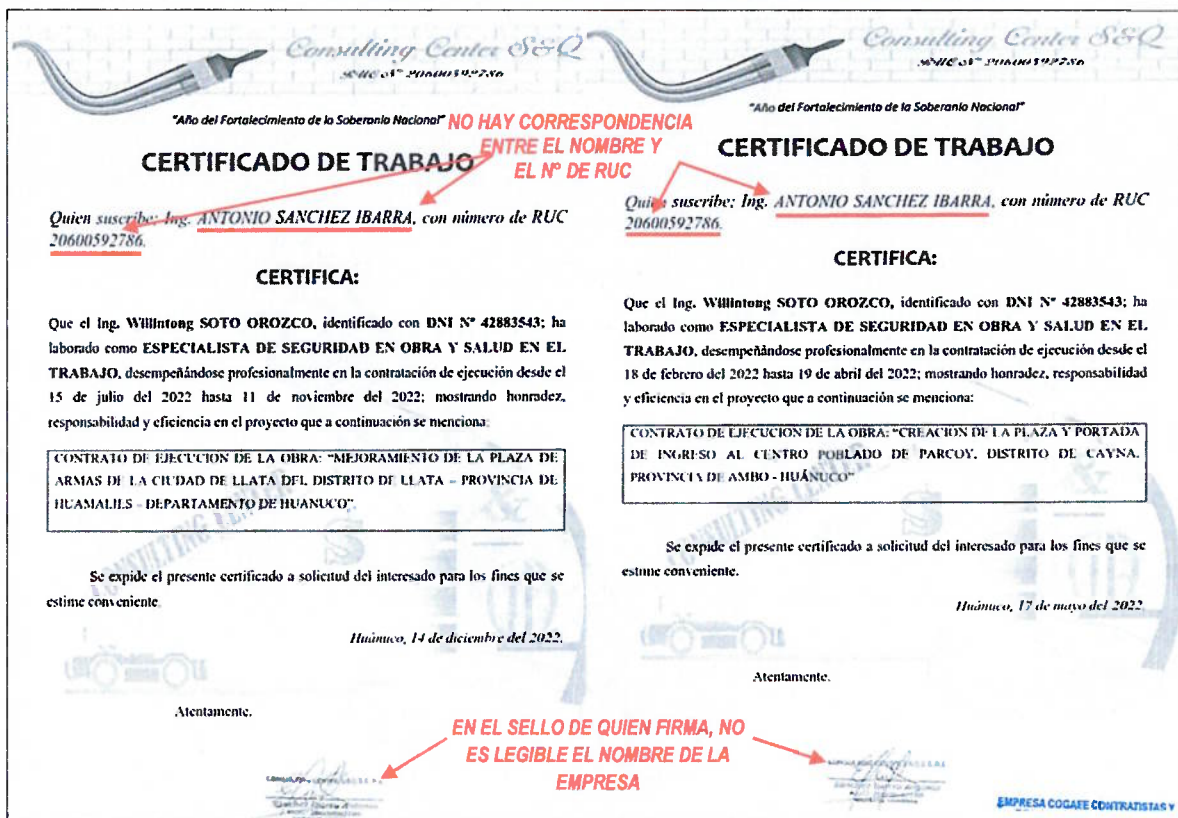 Consulting Center S&Q
RUC N° 20600592786
"Año del Fortalecimiento de la Soberanía Nacional"
CERTIFICADO DE TRABAJO
Quien suscribe; Ing. ANTONIO SANCHEZ IBARRA, con número de RUC
20600592786.
CERTIFICA:
Que el Ing. Willintong SOTO OROZCO, identificado con DNI N° 42883543; ha
laborado como ESPECIALISTA DE SEGURIDAD EN OBRA Y SALUD EN EL
TRABAJO, desempeñándose profesionalmente en la contratación de ejecución desde el
15 de julio del 2022 hasta 11 de noviembre del 2022; mostrando honradez,
responsabilidad y eficiencia en el proyecto que a continuación se menciona:
CONTRATO DE EJECUCION DE LA OBRA: "MEJORAMIENTO DE LA PLAZA DE
ARMAS DE LA CIUDAD DE LLATA DEL DISTRITO DE LLATA – PROVINCIA DE
HUAMALIES – DEPARTAMENTO DE HUANUCO".
CONSULTING CENTER
S
Se expide el presente certificado a solicitud del interesado para los fines que se
estime conveniente.
Huánuco, 14 de diciembre del 2022.
Atentamente.
NO HAY CORRESPONDENCIA
ENTRE EL NOMBRE Y
EL Nº DE RUC
Consulting Center S&Q
RUC N° 20600592786
"Año del Fortalecimiento de la Soberanía Nacional"
CERTIFICADO DE TRABAJO
Quien suscribe; Ing. ANTONIO SANCHEZ IBARRA, con número de RUC
20600592786.
CERTIFICA:
Que el Ing. Willintong SOTO OROZCO, identificado con DNI N° 42883543; ha
laborado como ESPECIALISTA DE SEGURIDAD EN OBRA Y SALUD EN EL
TRABAJO, desempeñándose profesionalmente en la contratación de ejecución desde el
18 de febrero del 2022 hasta 19 de abril del 2022; mostrando honradez, responsabilidad
y eficiencia en el proyecto que a continuación se menciona:
CONTRATO DE EJECUCION DE LA OBRA: "CREACION DE LA PLAZA Y PORTADA
DE INGRESO AL CENTRO POBLADO DE PARCOY, DISTRITO DE CAYNA,
PROVINCIA DE AMBO - HUÁNUCO"
Se expide el presente certificado a solicitud del interesado para los fines que se
estime conveniente.
Huánuco, 17 de mayo del 2022.
Atentamente.
EN EL SELLO DE QUIEN FIRMA, NO
ES LEGIBLE EL NOMBRE DE LA
EMPRESA
EMPRESA COGAFE CONTRATISTAS Y